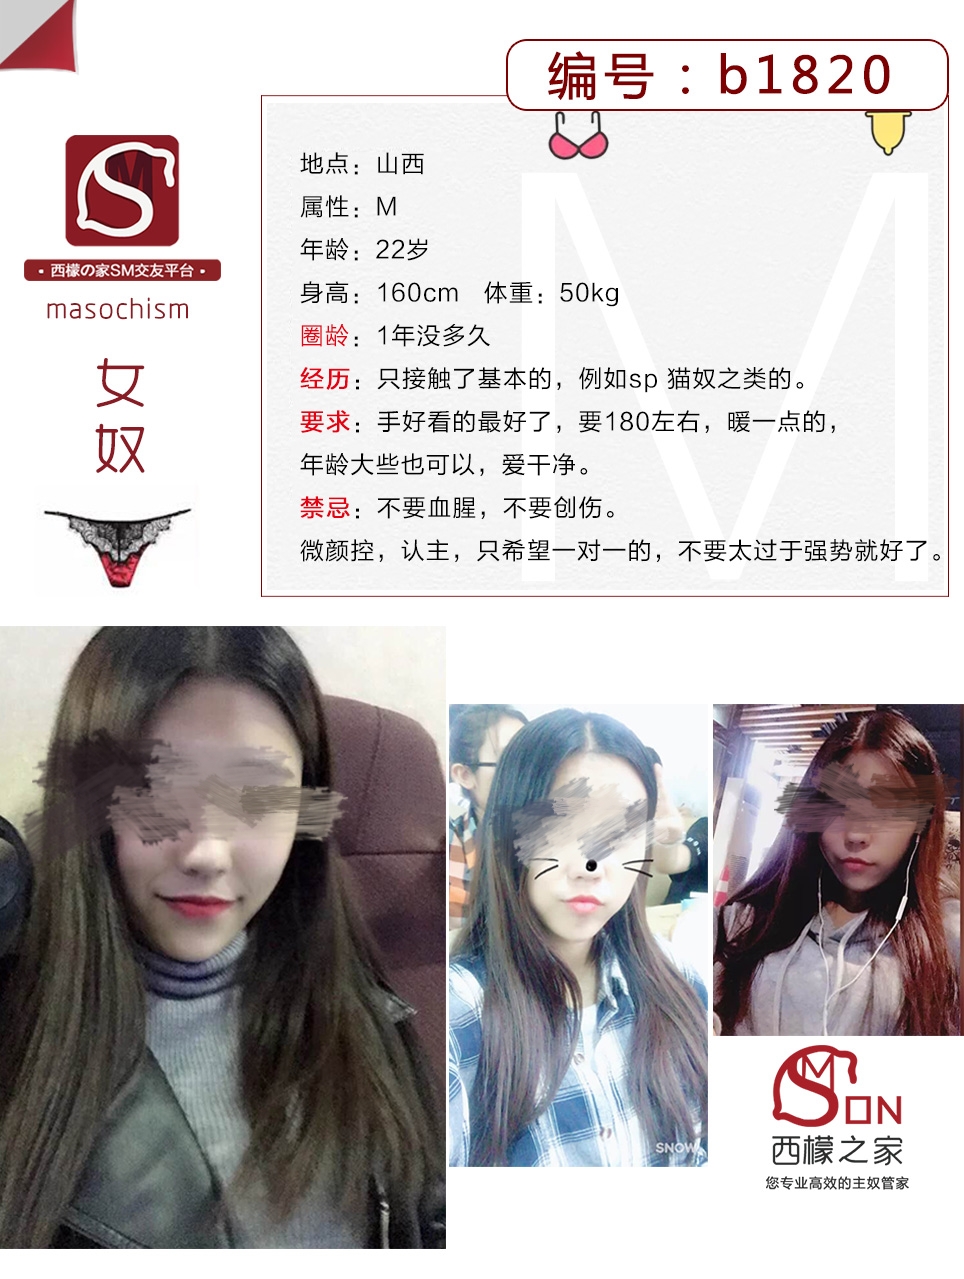 编号：b1820
地点：山西
属性：M
年龄：22岁
身高：160cm 体重：50kg
圈龄：1年没多久
经历：只接触了基本的，例如sp 猫奴之类的。
要求：手好看的最好了，要180左右，暖一点的，
年龄大些也可以，爱干净。
禁忌：不要血腥，不要创伤。
微颜控，认主，只希望一对一的，不要太过于强势就好了。
M
SM
·西檬の家SM交友平台·
masochism
女
奴
SNOW
SMON
西檬之家
您专业高效的主奴管家